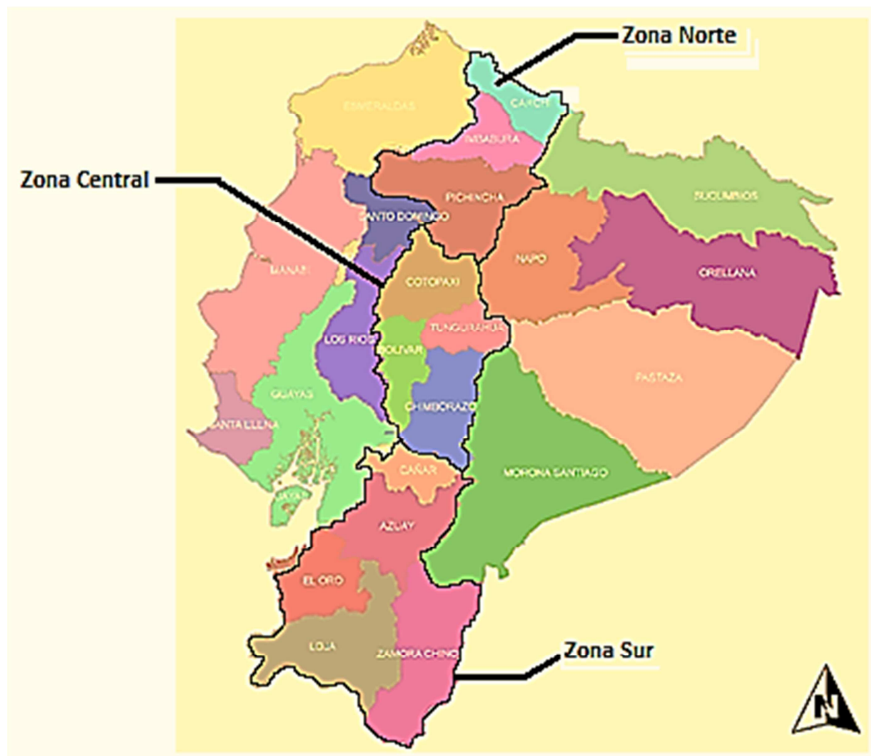 Zona Norte
CARCHI
ESMERALDAS
IMBABURA
Zona Central
PICHINCHA
SUCUMBIOS
SANTO DOMINGO
NAPO
MANABI
COTOPAXI
ORELLANA
TUNGURAHUA
LOS RIOS
BOLIVAR
PASTAZA
GUAYAS
CHIMBORAZO
SANTA ELENA
CAÑAR
MORONA SANTIAGO
AZUAY
EL ORO
LOJA
ZAMORA CHINC
Zona Sur
N